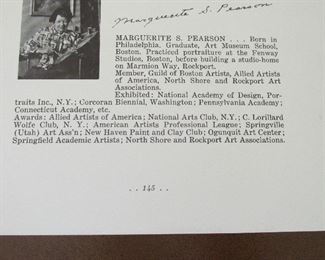 Marguerite S. Pearson
MARGUERITE S. PEARSON . . . Born in
Philadelphia. Graduate, Art Museum School,
Boston. Practiced portraiture at the Fenway
Studios, Boston, before building a studio-home
on Marmion Way, Rockport.
Member, Guild of Boston Artists, Allied Artists
of America, North Shore and Rockport Art
Associations.
Exhibited: National Academy of Design, Por-
traits Inc., N.Y.; Corcoran Biennial, Washington; Pennsylvania Academy;
Connecticut Academy, etc.
Awards: Allied Artists of America; National Arts Club, N.Y.; C. Lorillard
Wolfe Club, N. Y.; American Artists Professional League; Springville
(Utah) Art Ass'n; New Haven Paint and Clay Club; Ogunquit Art Center;
Springfield Academic Artists; North Shore and Rockport Art Associations.
. . 145 . .